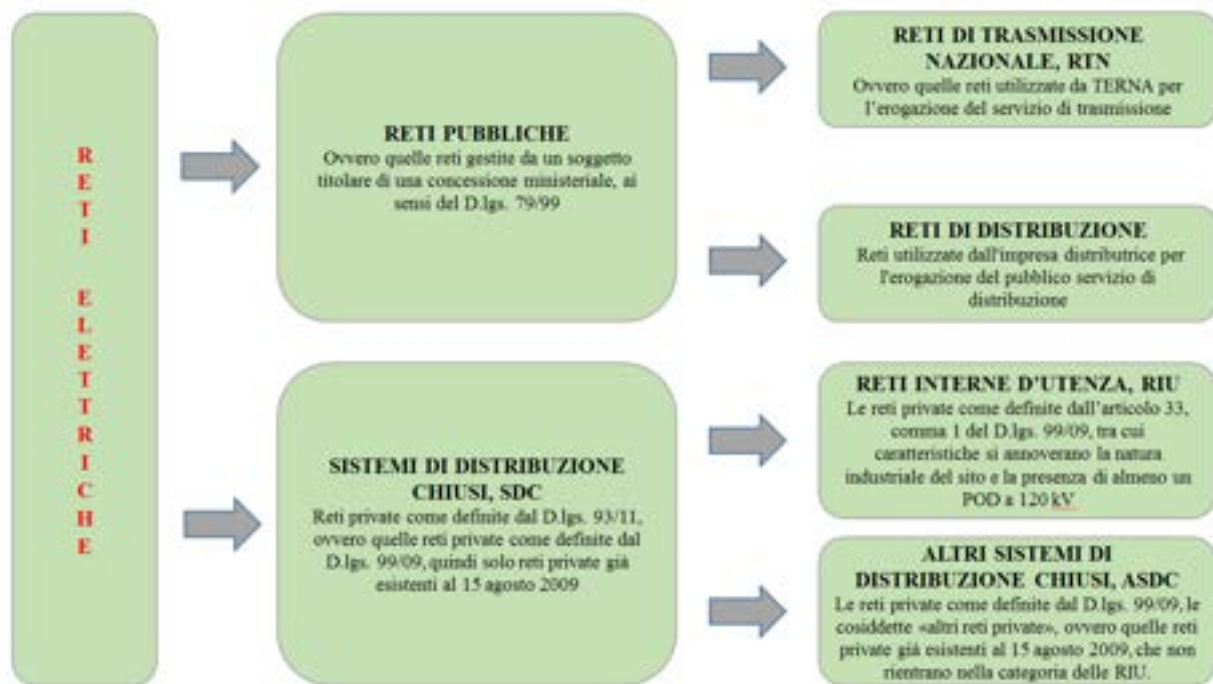 RETI ELETTRICHE
RETI PUBBLICHE
Ovvero quelle reti gestite da un soggetto
titolare di una concessione ministeriale, ai
sensi del D.lgs. 79/99
RETI DI TRASMISSIONE
NAZIONALE, RTN
Ovvero quelle reti utilizzate da TERNA per
l'erogazione del servizio di trasmissione
RETI DI DISTRIBUZIONE
Reti utilizzate dall'impresa distributrice per
l'erogazione del pubblico servizio di
distribuzione
SISTEMI DI DISTRIBUZIONE
CHIUSI, SDC
Reti private come definite dal D.lgs. 93/11,
ovvero quelle reti private come definite dal
D.lgs. 99/09, quindi solo reti private già
esistenti al 15 agosto 2009
RETI INTERNE D'UTENZA, RIU
Le reti private come definite dall'articolo 33,
comma 1 del D.lgs. 99/09, tra cui
caratteristiche si annoverano la natura
industriale del sito e la presenza di almeno un
POD a 120 kV
ALTRI SISTEMI DI
DISTRIBUZIONE CHIUSI, ASDC
Le reti private come definite dal D.lgs. 99/09, le
cosiddette «altri reti private», ovvero quelle reti
private già esistenti al 15 agosto 2009, che non
rientrano nella categoria delle RIU.